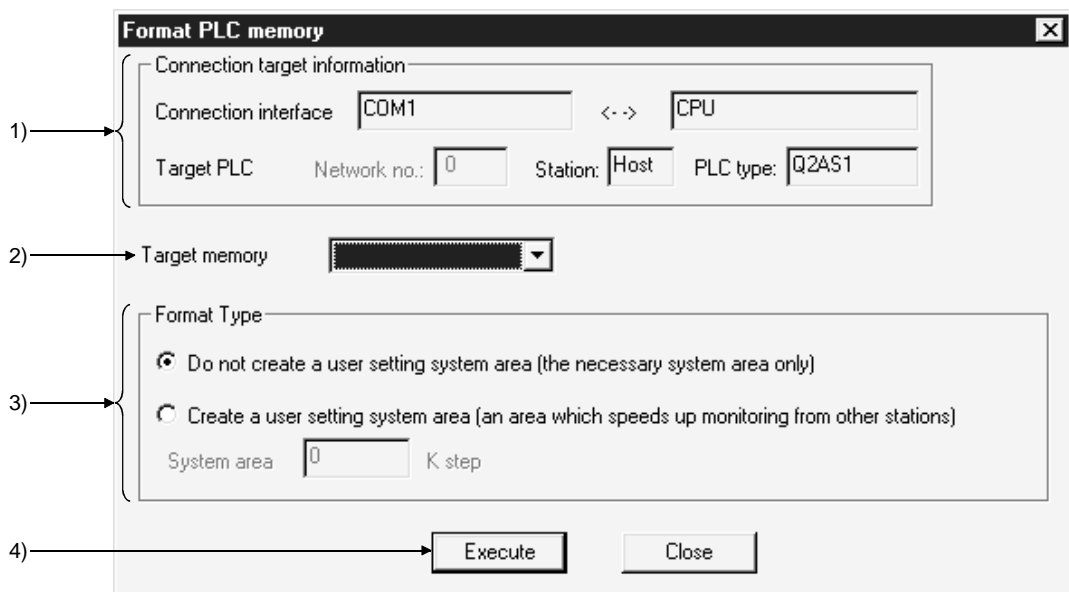 Format PLC memory
1)
Connection target information
Connection interface COM1 <--> CPU
Target PLC Network no.: 0 Station: Host PLC type: Q2AS1
2) Target memory
3)
Format Type
Do not create a user setting system area (the necessary system area only)
Create a user setting system area (an area which speeds up monitoring from other stations)
System area 0 K step
4) Execute Close